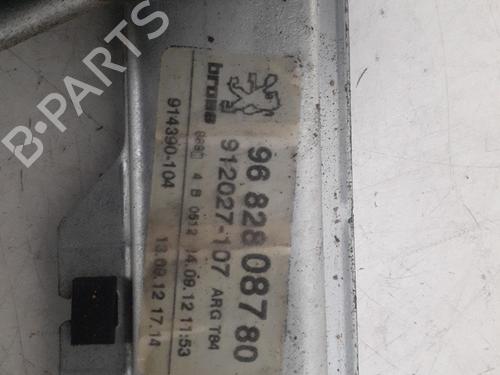 brose
96 828 087 80
912027-107 ARG T84
4 B 0512 14.09.12 11:53
914390-104
13.09.12 17.14
B-PARTS